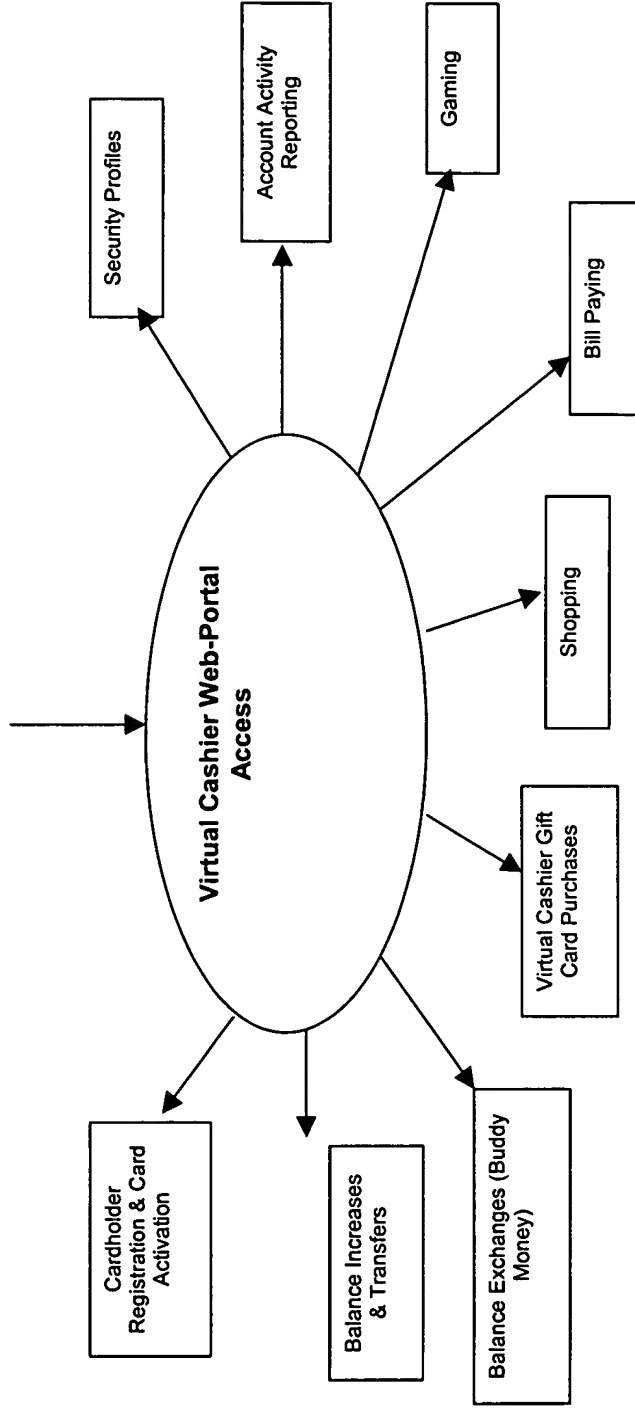 Virtual Cashier Web-Portal
Access
Cardholder
Registration & Card
Activation
Balance Increases
& Transfers
Balance Exchanges (Buddy
Money)
Virtual Cashier Gift
Card Purchases
Shopping
Bill Paying
Gaming
Account Activity
Reporting
Security Profiles